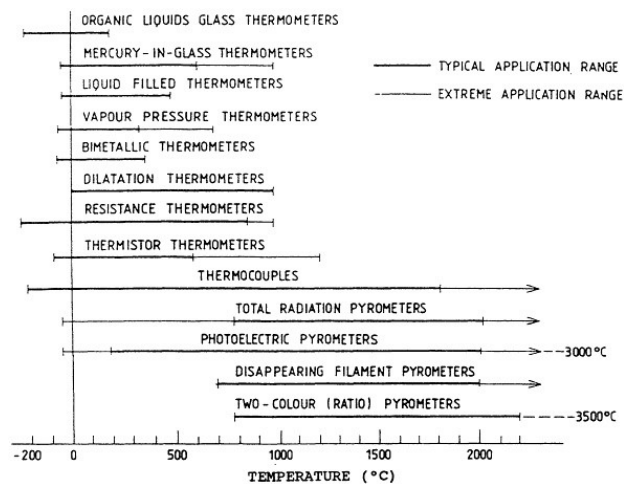 ORGANIC LIQUIDS GLASS THERMOMETERS
MERCURY-IN-GLASS THERMOMETERS
TYPICAL APPLICATION RANGE
LIQUID FILLED THERMOMETERS
EXTREME APPLICATION RANGE
VAPOUR PRESSURE THERMOMETERS
BIMETALLIC THERMOMETERS
DILATATION THERMOMETERS
RESISTANCE THERMOMETERS
THERMISTOR THERMOMETERS
THERMOCOUPLES
TOTAL RADIATION PYROMETERS
PHOTOELECTRIC PYROMETERS
3000°C
DISAPPEARING FILAMENT PYROMETERS
TWO-COLOUR (RATIO) PYROMETERS
3500°C
-200 0 500 1000 1500 2000
TEMPERATURE (°C)